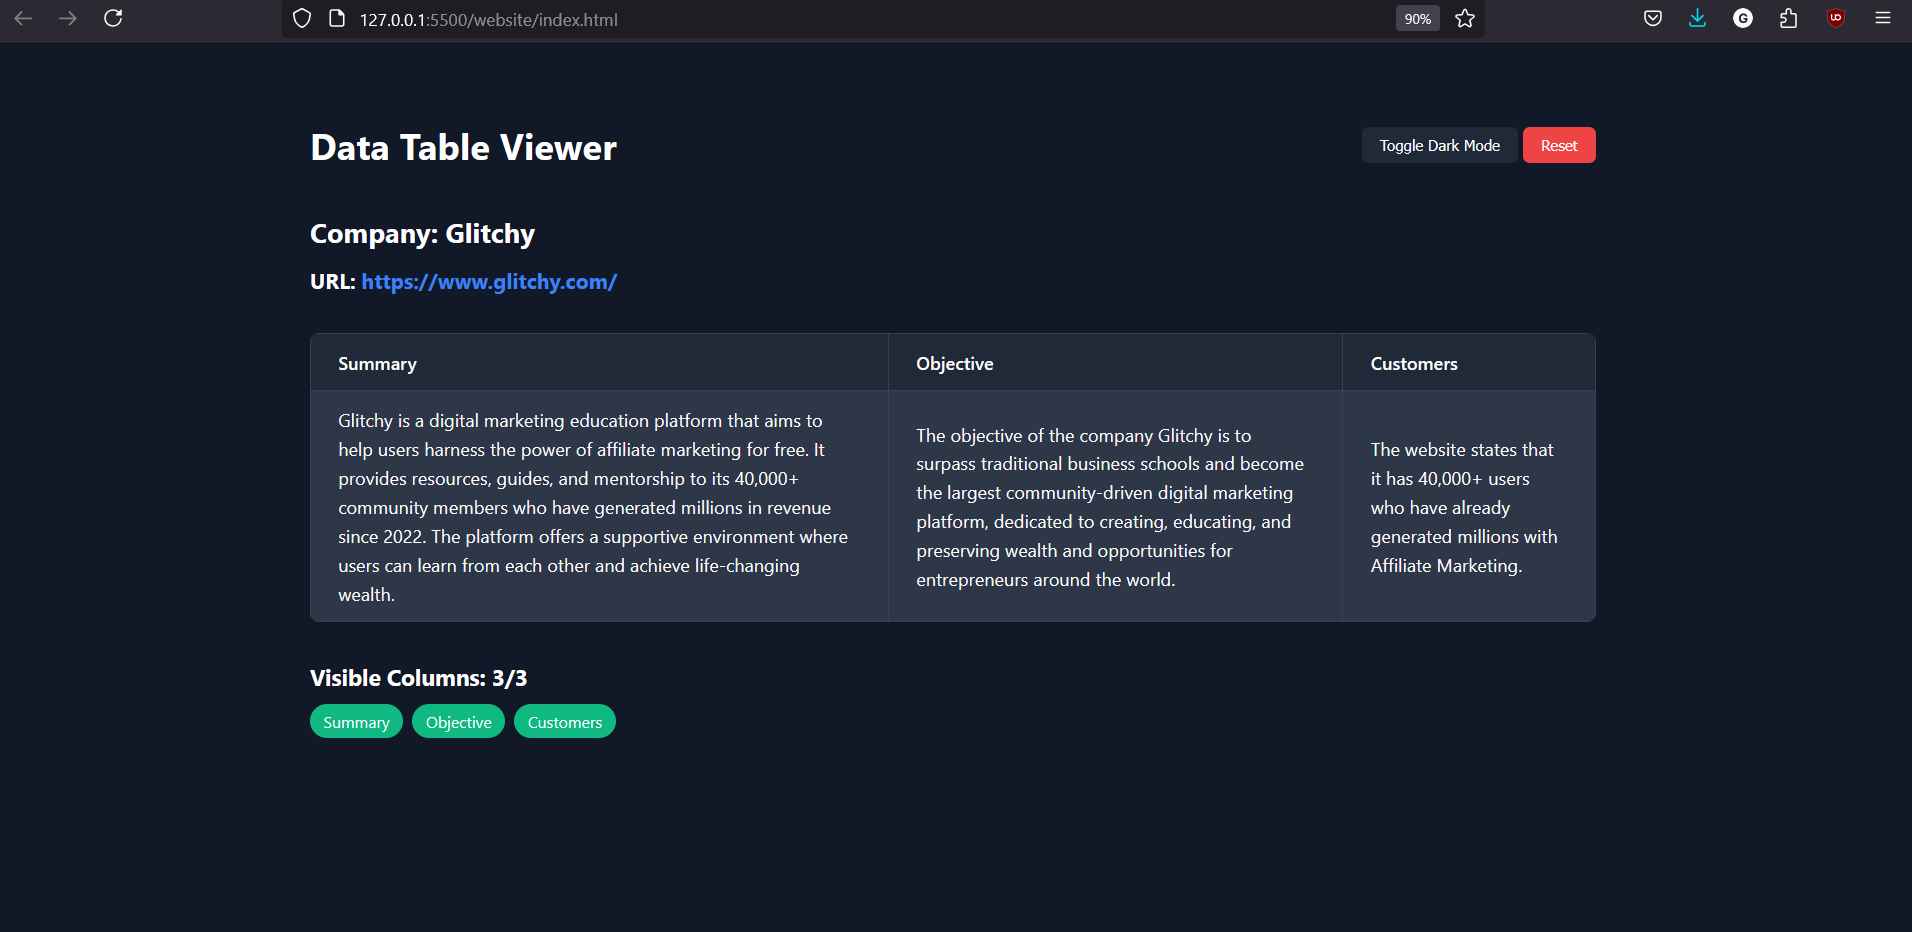 127.0.0.1:5500/website/index.html
90%
Data Table Viewer
Toggle Dark Mode
Reset
Company: Glitchy
URL: https://www.glitchy.com/
Summary
Objective
Customers
Glitchy is a digital marketing education platform that aims to
help users harness the power of affiliate marketing for free. It
provides resources, guides, and mentorship to its 40,000+
community members who have generated millions in revenue
since 2022. The platform offers a supportive environment where
users can learn from each other and achieve life-changing
wealth.
The objective of the company Glitchy is to
surpass traditional business schools and become
the largest community-driven digital marketing
platform, dedicated to creating, educating, and
preserving wealth and opportunities for
entrepreneurs around the world.
The website states that
it has 40,000+ users
who have already
generated millions with
Affiliate Marketing.
Visible Columns: 3/3
Summary
Objective
Customers